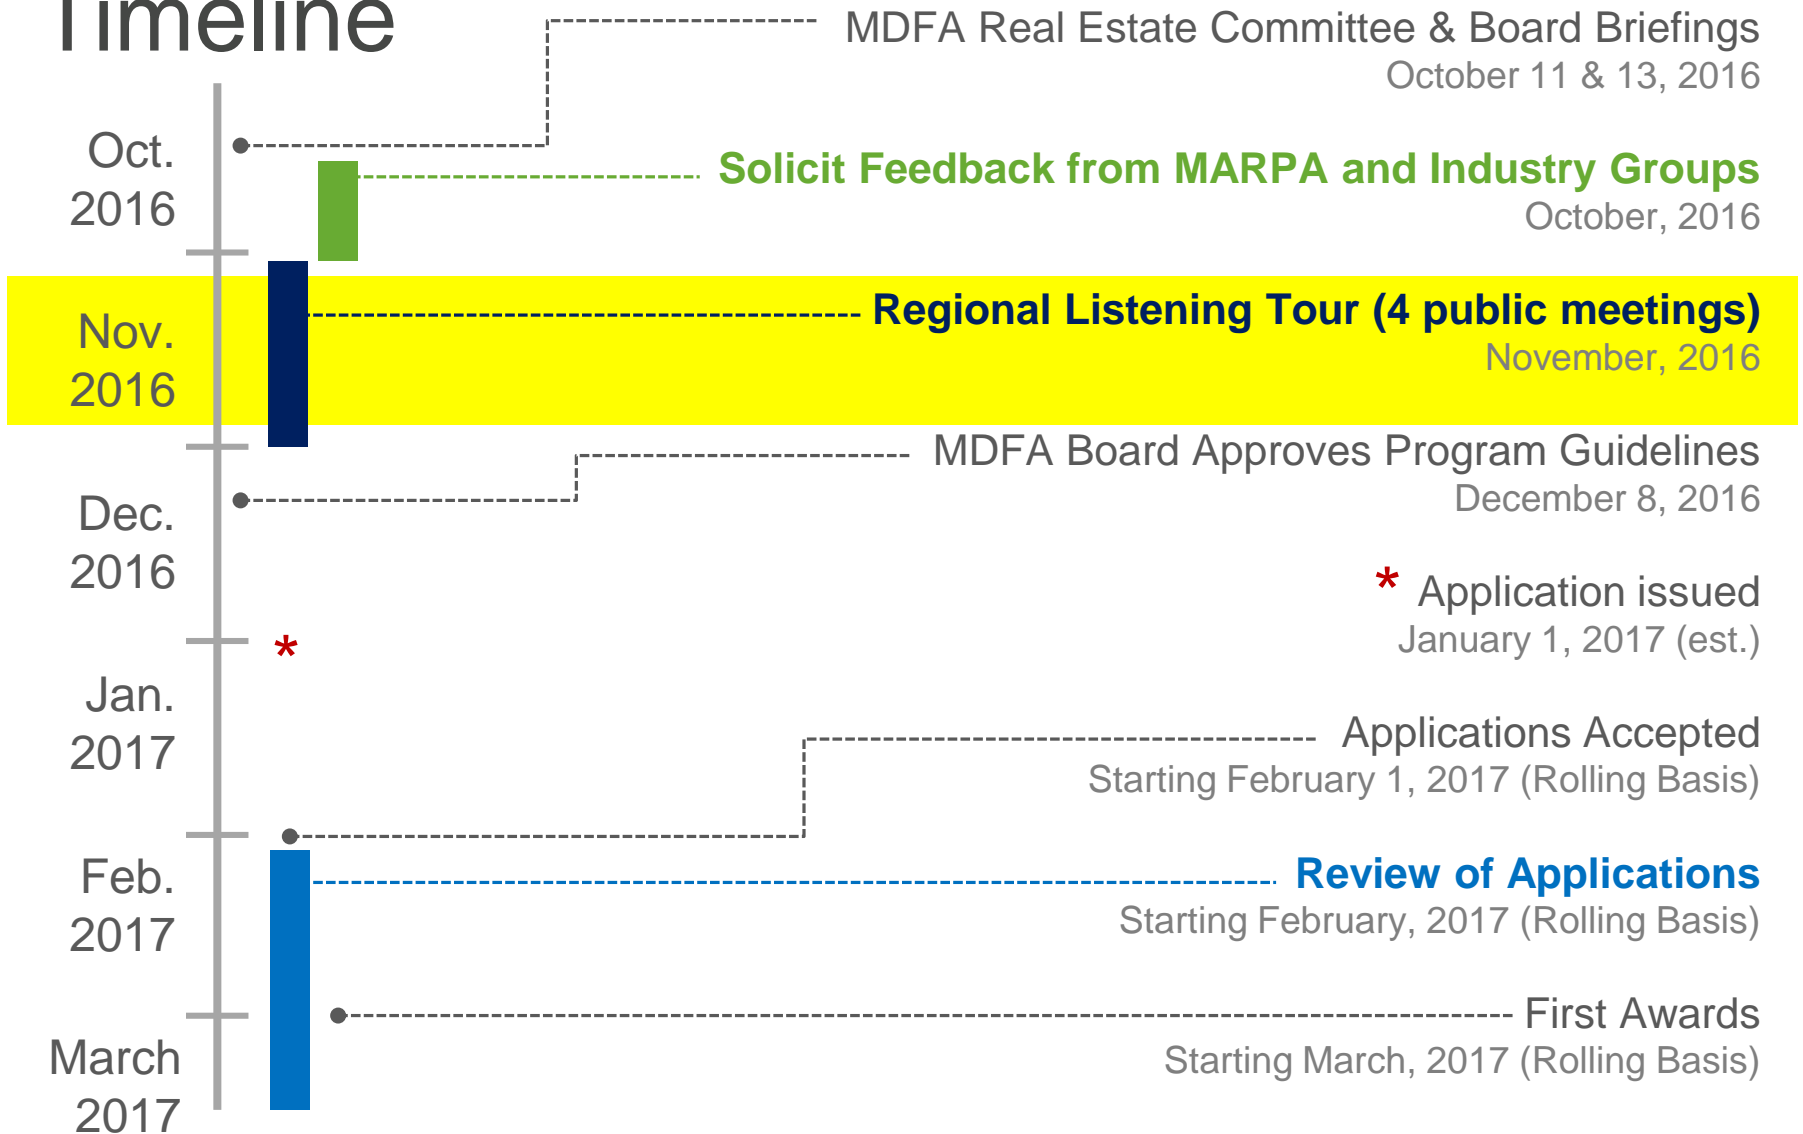 Timeline
MDFA Real Estate Committee & Board Briefings
October 11 & 13, 2016
Oct.
2016
Solicit Feedback from MARPA and Industry Groups
October, 2016
Nov.
2016
Regional Listening Tour (4 public meetings)
November, 2016
MDFA Board Approves Program Guidelines
December 8, 2016
Dec.
2016
* Application issued
January 1, 2017 (est.)
*
Jan.
2017
Applications Accepted
Starting February 1, 2017 (Rolling Basis)
Feb.
2017
Review of Applications
Starting February, 2017 (Rolling Basis)
First Awards
Starting March, 2017 (Rolling Basis)
March
2017